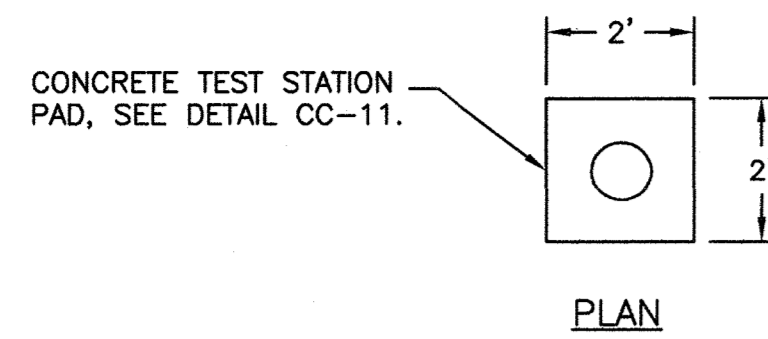 2'
CONCRETE TEST STATION
PAD, SEE DETAIL CC-11.
2
PLAN